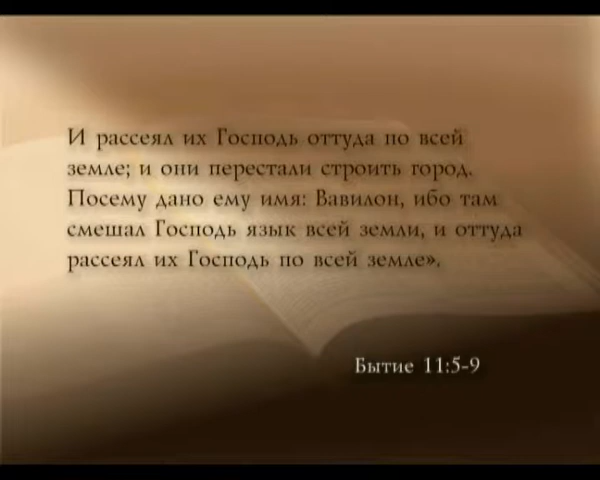 И рассеял их Господь оттуда по всей
земле; и они перестали строить город.
Посему дано ему имя: Вавилон, ибо там
смешал Господь язык всей земли, и оттуда
рассеял их Господь по всей земле».
Бытие 11:5-9